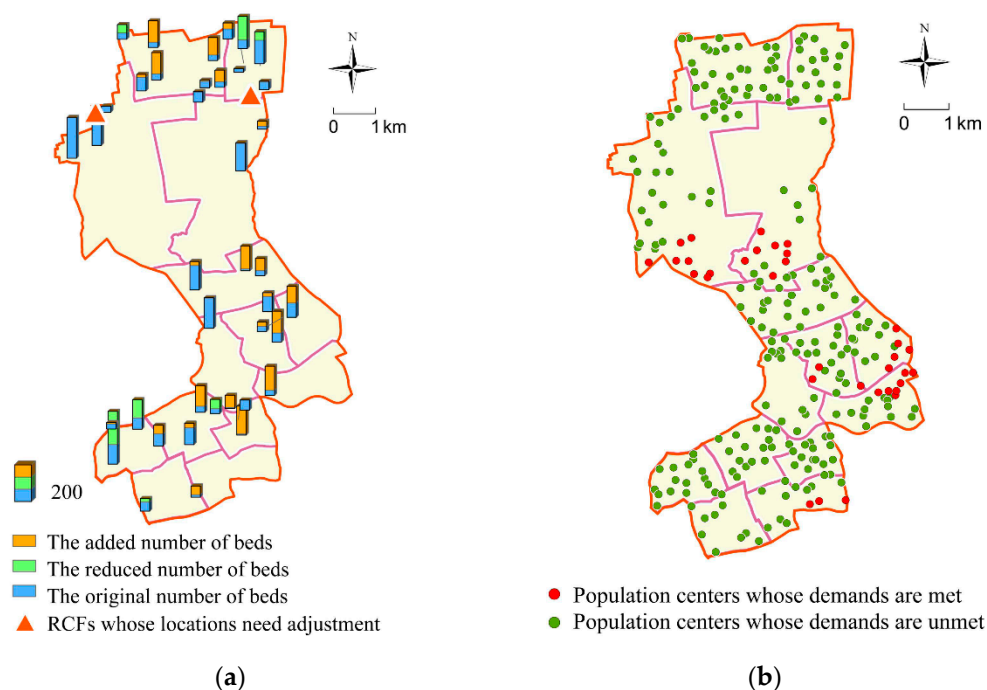 N
0 1 km
200
The added number of beds
The reduced number of beds
The original number of beds
RCFs whose locations need adjustment
(a)
N
0 1 km
Population centers whose demands are met
Population centers whose demands are unmet
(b)